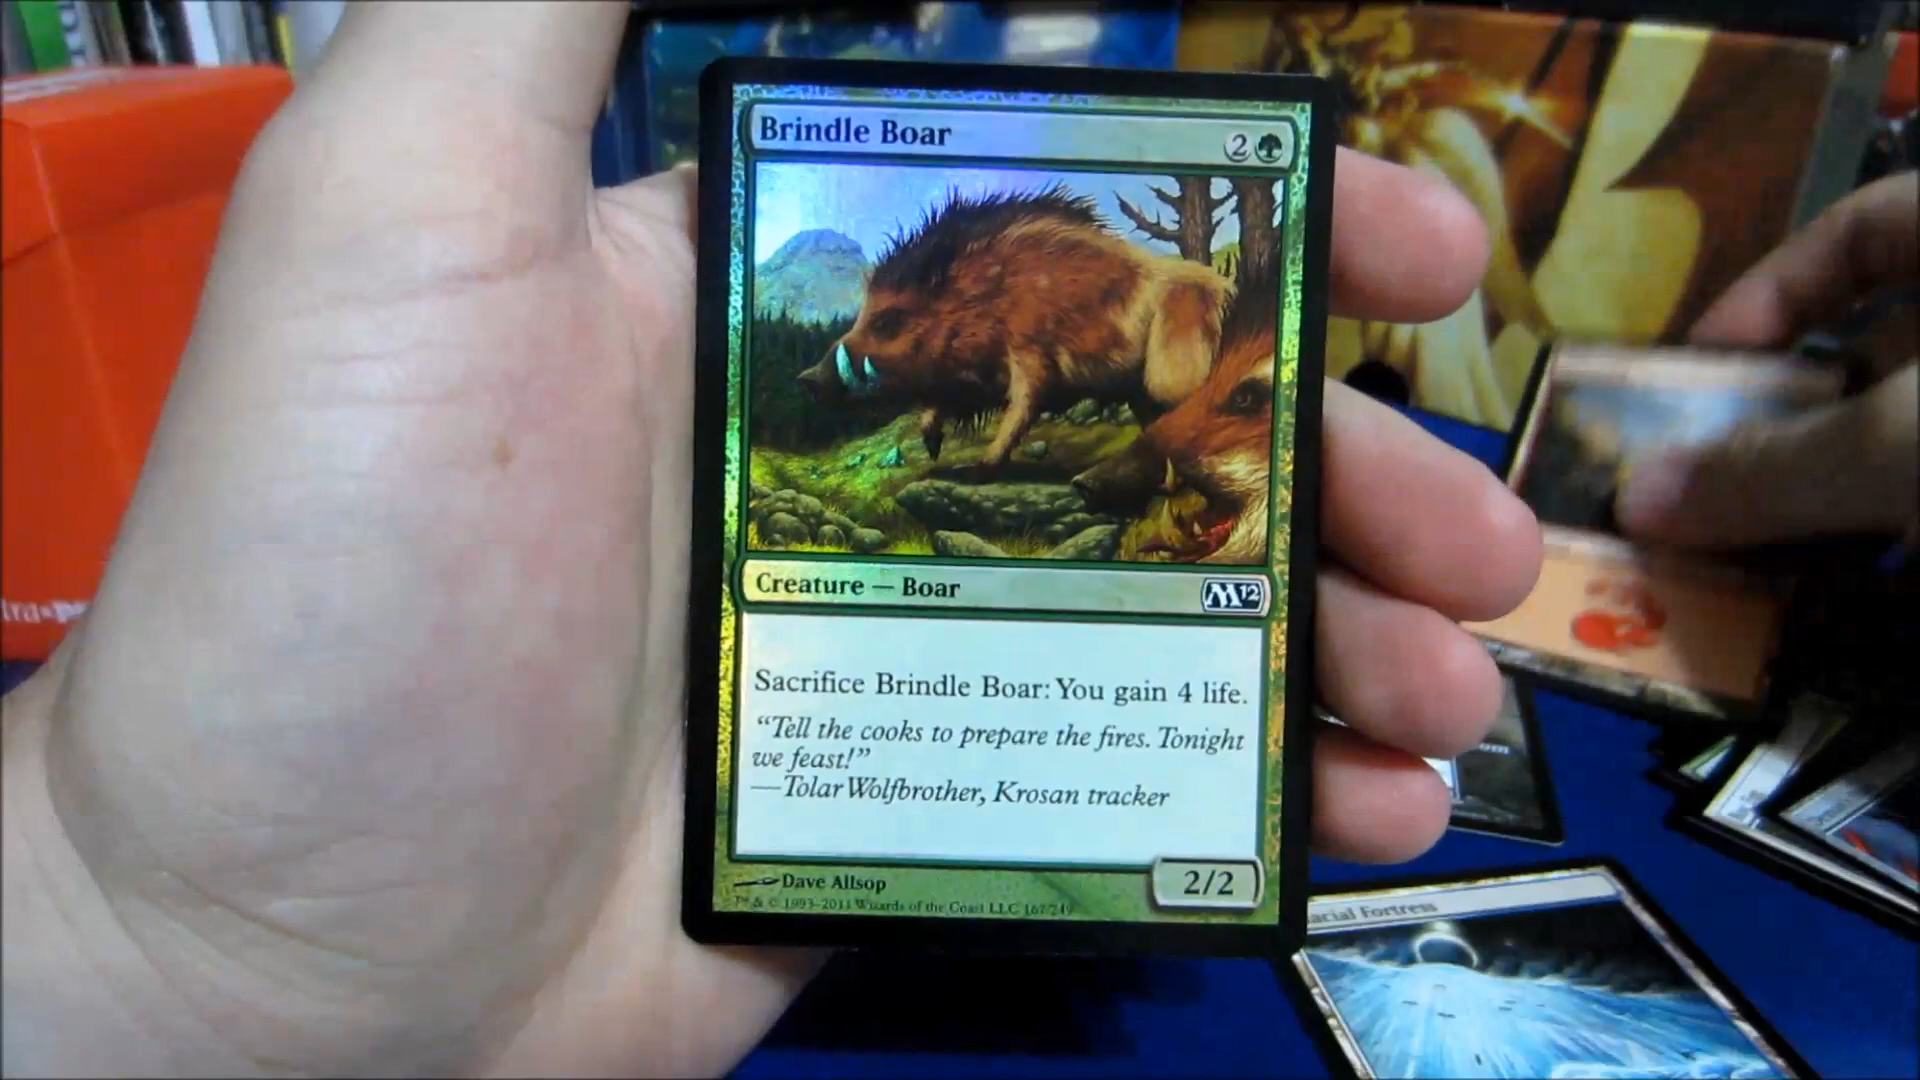 Brindle Boar
2
Creature — Boar
M12
Sacrifice Brindle Boar: You gain 4 life.
“Tell the cooks to prepare the fires. Tonight
we feast!”
—Tolar Wolfbrother, Krosan tracker
2/2
Dave Allsop
™ & © 1993–2011 Wizards of the Coast LLC 167/249
acial Fortress